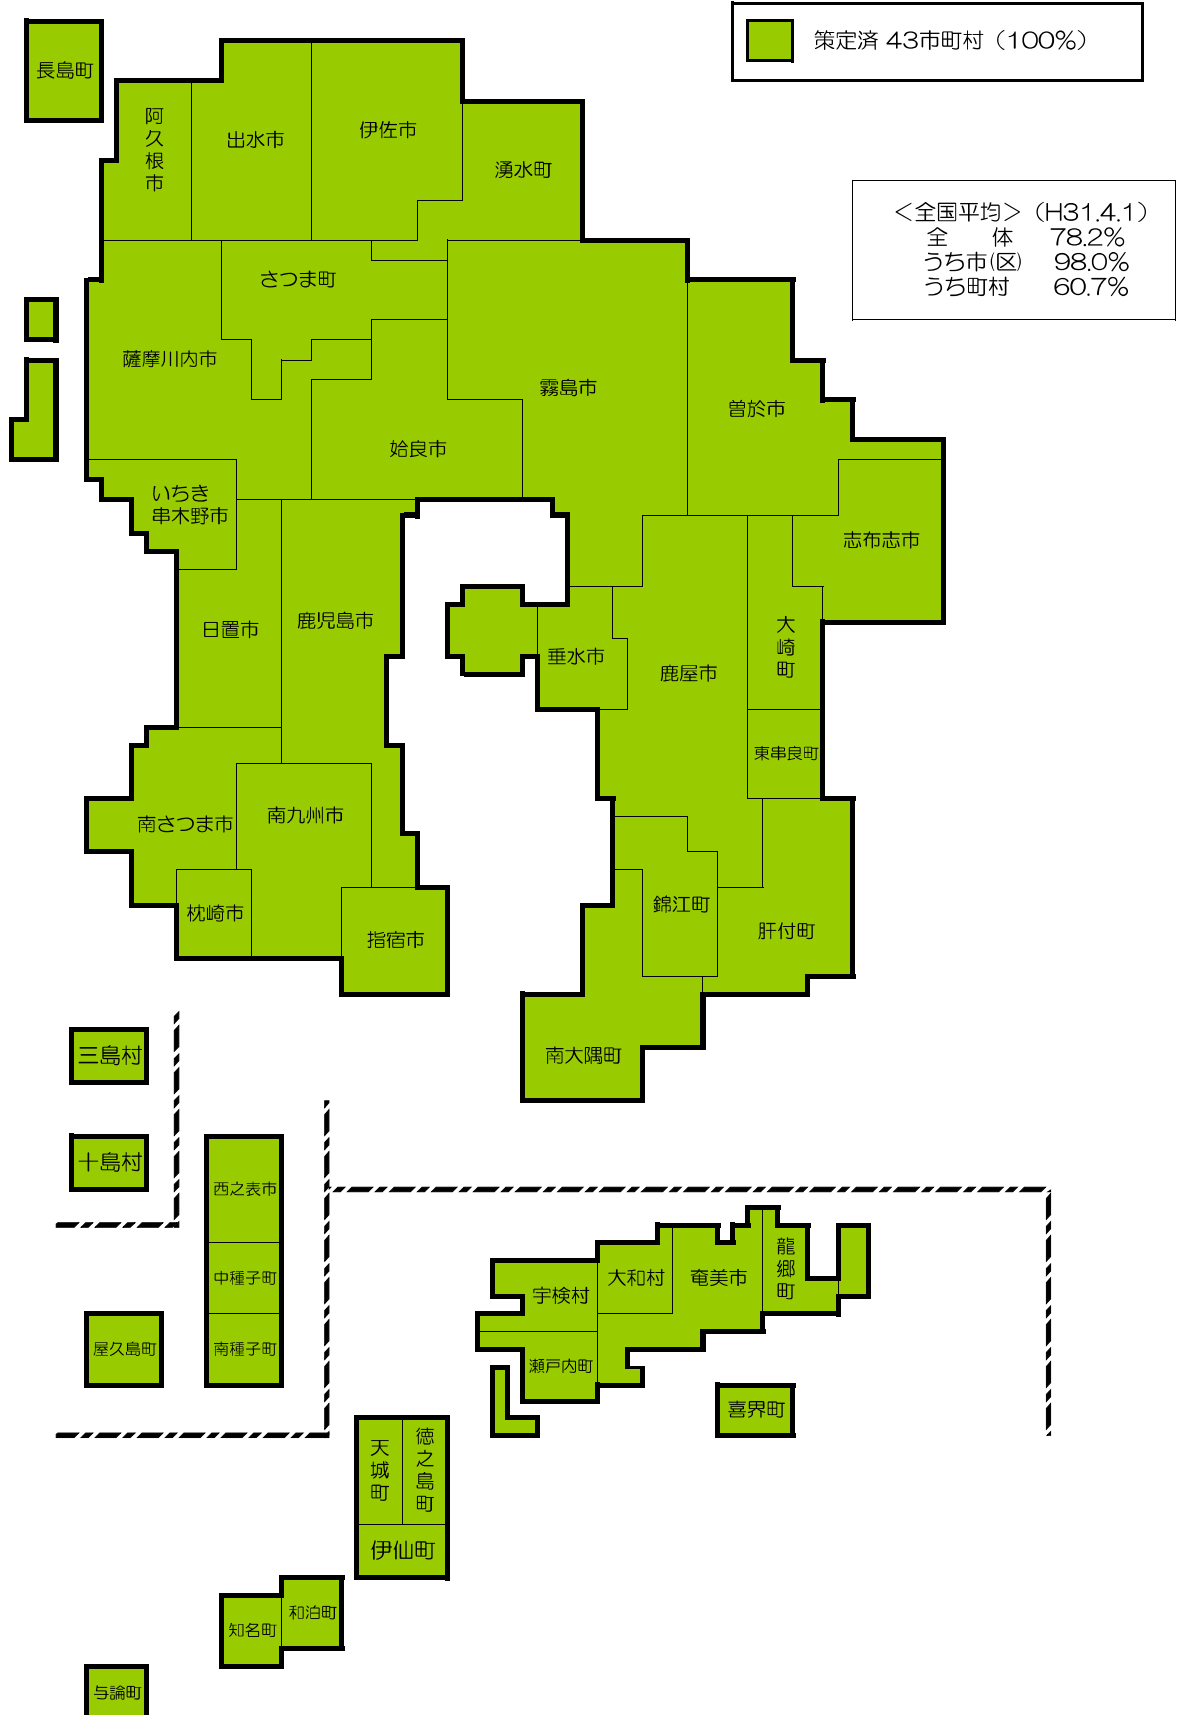 長島町
策定済 43市町村（100%）
阿久根市
出水市
伊佐市
湧水町
＜全国平均＞（H31.4.1）
全　　体　78.2%
うち市(区)　98.0%
うち町村　60.7%
さつま町
薩摩川内市
霧島市
曽於市
姶良市
いちき
串木野市
志布志市
日置市
鹿児島市
垂水市
鹿屋市
大崎町
東串良町
南さつま市
南九州市
枕崎市
指宿市
錦江町
肝付町
南大隅町
三島村
十島村
西之表市
中種子町
南種子町
屋久島町
宇検村
大和村
奄美市
龍郷町
瀬戸内町
喜界町
天城町
徳之島町
伊仙町
和泊町
知名町
与論町